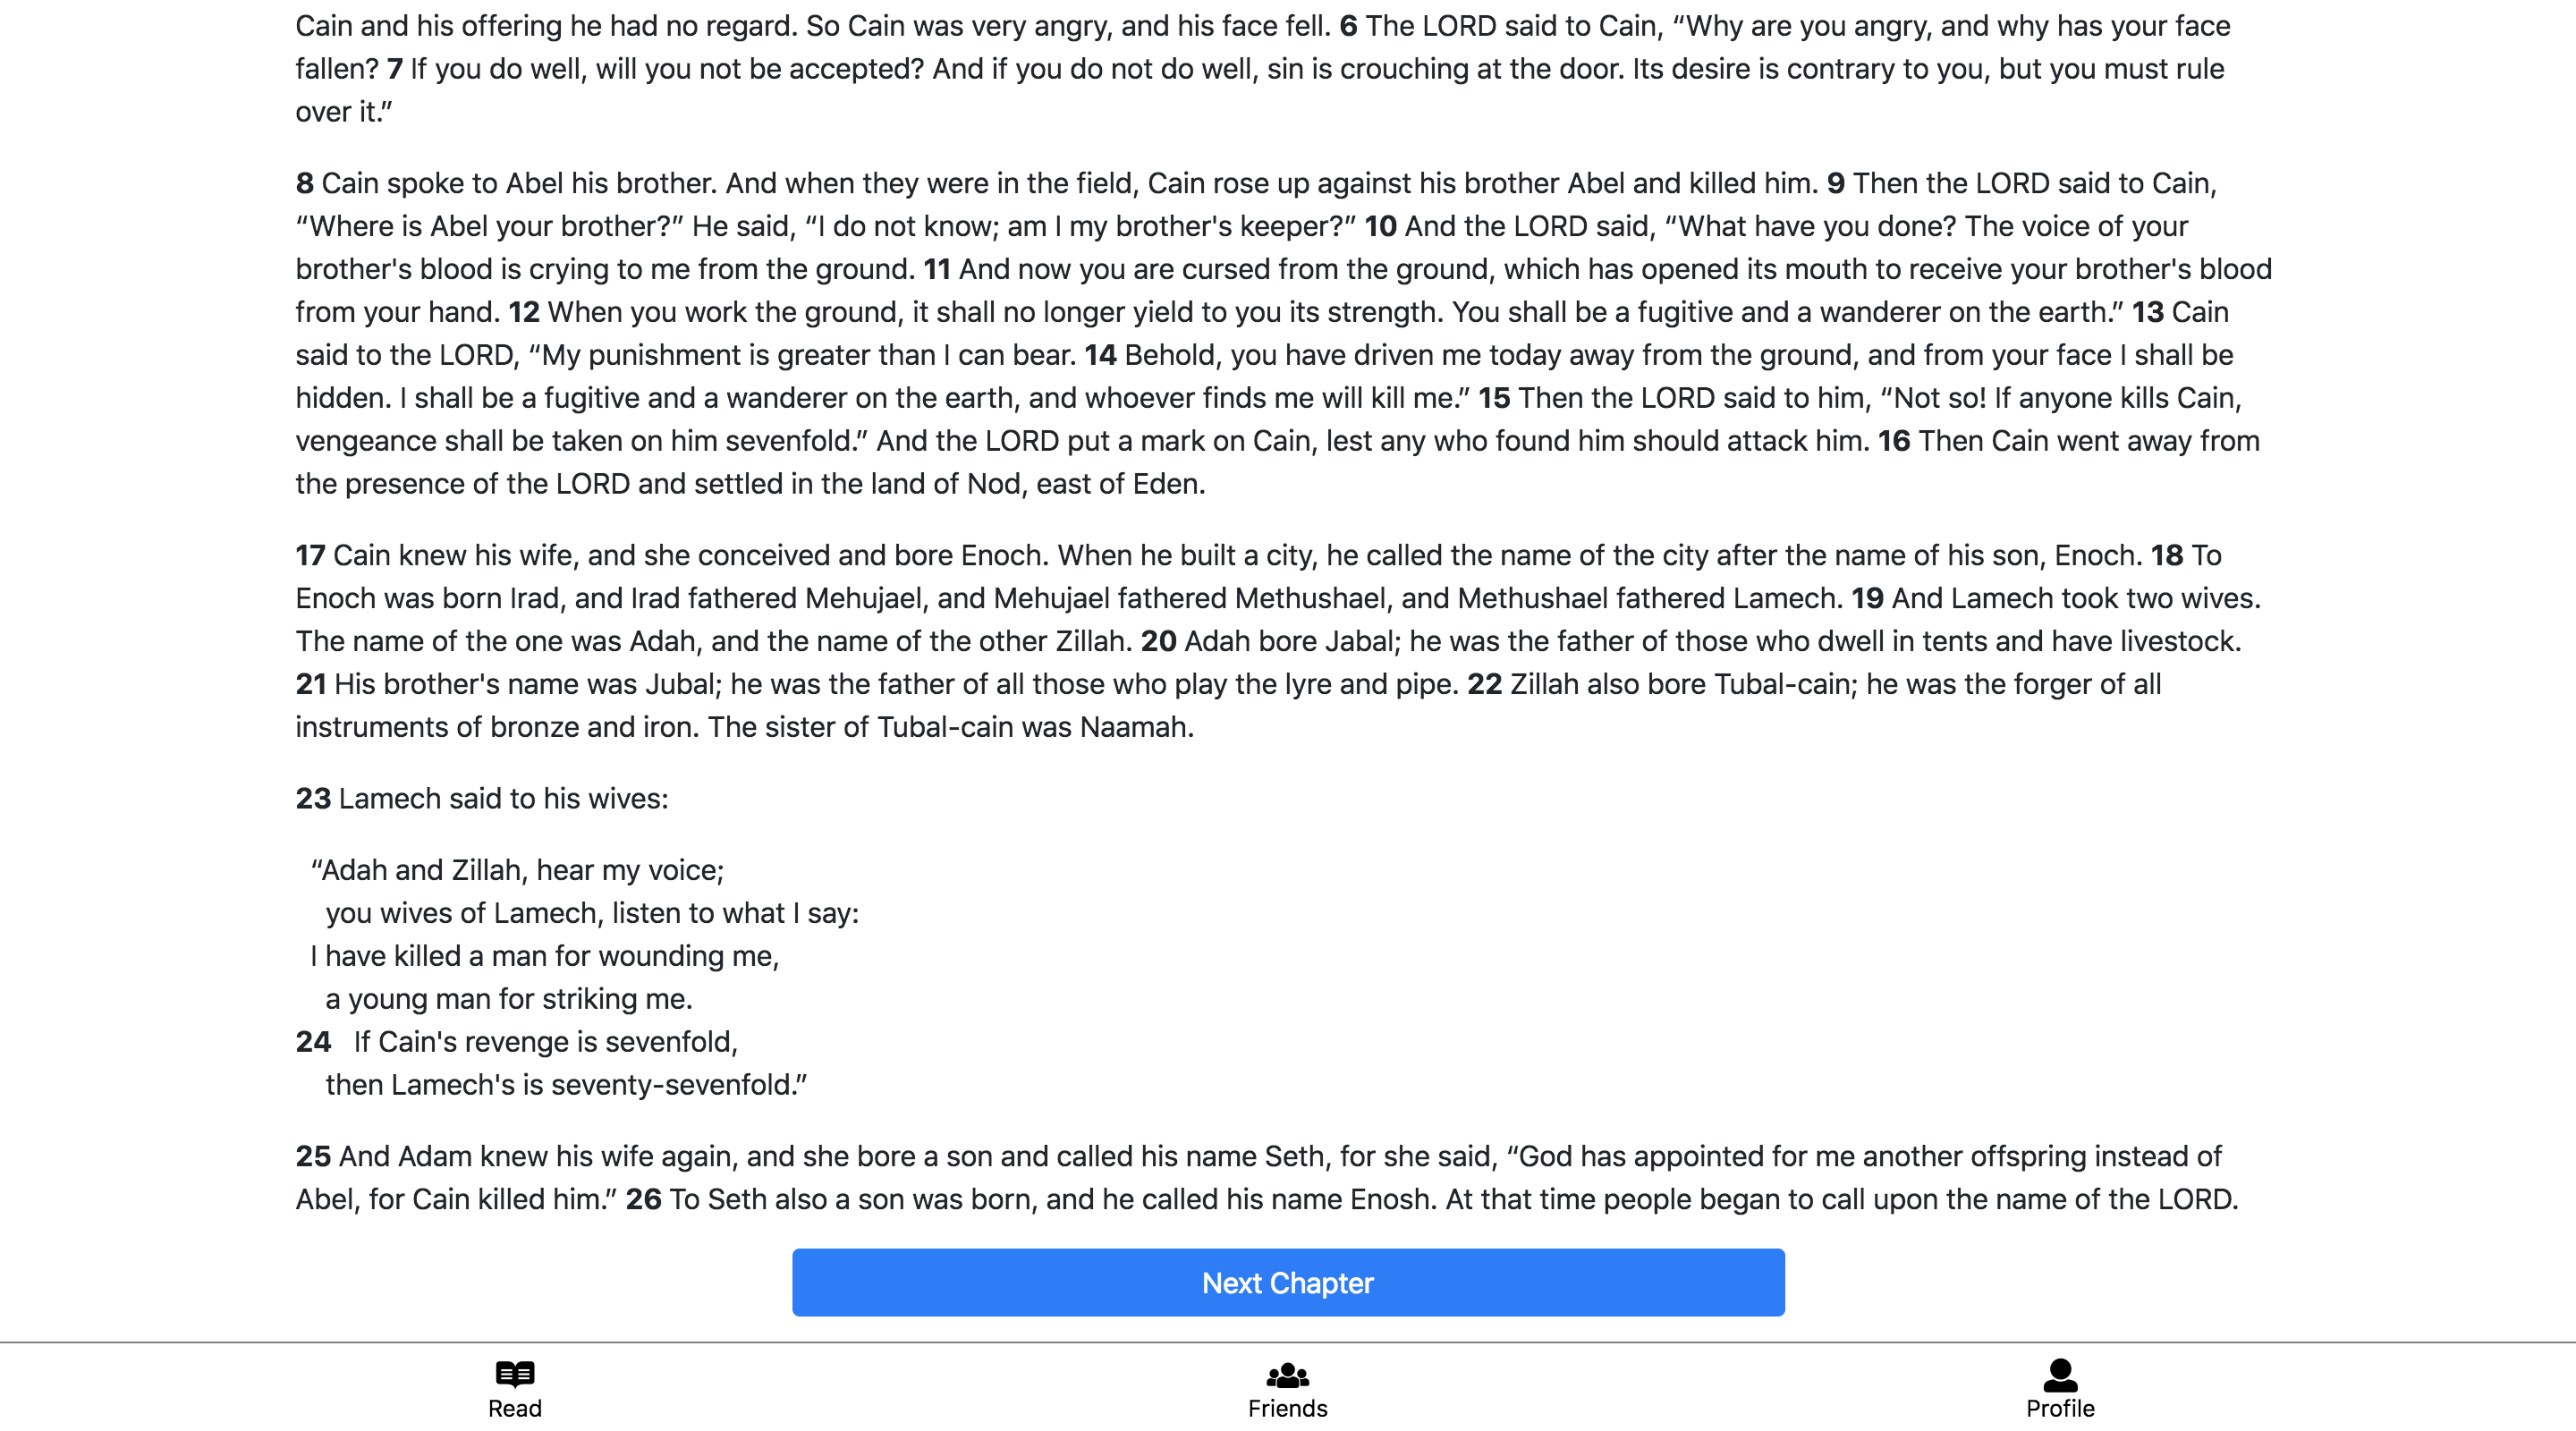 Cain and his offering he had no regard. So Cain was very angry, and his face fell. 6 The LORD said to Cain, “Why are you angry, and why has your face
fallen? 7 If you do well, will you not be accepted? And if you do not do well, sin is crouching at the door. Its desire is contrary to you, but you must rule
over it.”
8 Cain spoke to Abel his brother. And when they were in the field, Cain rose up against his brother Abel and killed him. 9 Then the LORD said to Cain,
“Where is Abel your brother?” He said, “I do not know; am I my brother's keeper?” 10 And the LORD said, “What have you done? The voice of your
brother's blood is crying to me from the ground. 11 And now you are cursed from the ground, which has opened its mouth to receive your brother's blood
from your hand. 12 When you work the ground, it shall no longer yield to you its strength. You shall be a fugitive and a wanderer on the earth.” 13 Cain
said to the LORD, “My punishment is greater than I can bear. 14 Behold, you have driven me today away from the ground, and from your face I shall be
hidden. I shall be a fugitive and a wanderer on the earth, and whoever finds me will kill me.” 15 Then the LORD said to him, “Not so! If anyone kills Cain,
vengeance shall be taken on him sevenfold.” And the LORD put a mark on Cain, lest any who found him should attack him. 16 Then Cain went away from
the presence of the LORD and settled in the land of Nod, east of Eden.
17 Cain knew his wife, and she conceived and bore Enoch. When he built a city, he called the name of the city after the name of his son, Enoch. 18 To
Enoch was born Irad, and Irad fathered Mehujael, and Mehujael fathered Methushael, and Methushael fathered Lamech. 19 And Lamech took two wives.
The name of the one was Adah, and the name of the other Zillah. 20 Adah bore Jabal; he was the father of those who dwell in tents and have livestock.
21 His brother's name was Jubal; he was the father of all those who play the lyre and pipe. 22 Zillah also bore Tubal-cain; he was the forger of all
instruments of bronze and iron. The sister of Tubal-cain was Naamah.
23 Lamech said to his wives:
“Adah and Zillah, hear my voice;
you wives of Lamech, listen to what I say:
I have killed a man for wounding me,
a young man for striking me.
24 If Cain's revenge is sevenfold,
then Lamech's is seventy-sevenfold.”
25 And Adam knew his wife again, and she bore a son and called his name Seth, for she said, “God has appointed for me another offspring instead of
Abel, for Cain killed him.” 26 To Seth also a son was born, and he called his name Enosh. At that time people began to call upon the name of the LORD.
Next Chapter
Read
Friends
Profile